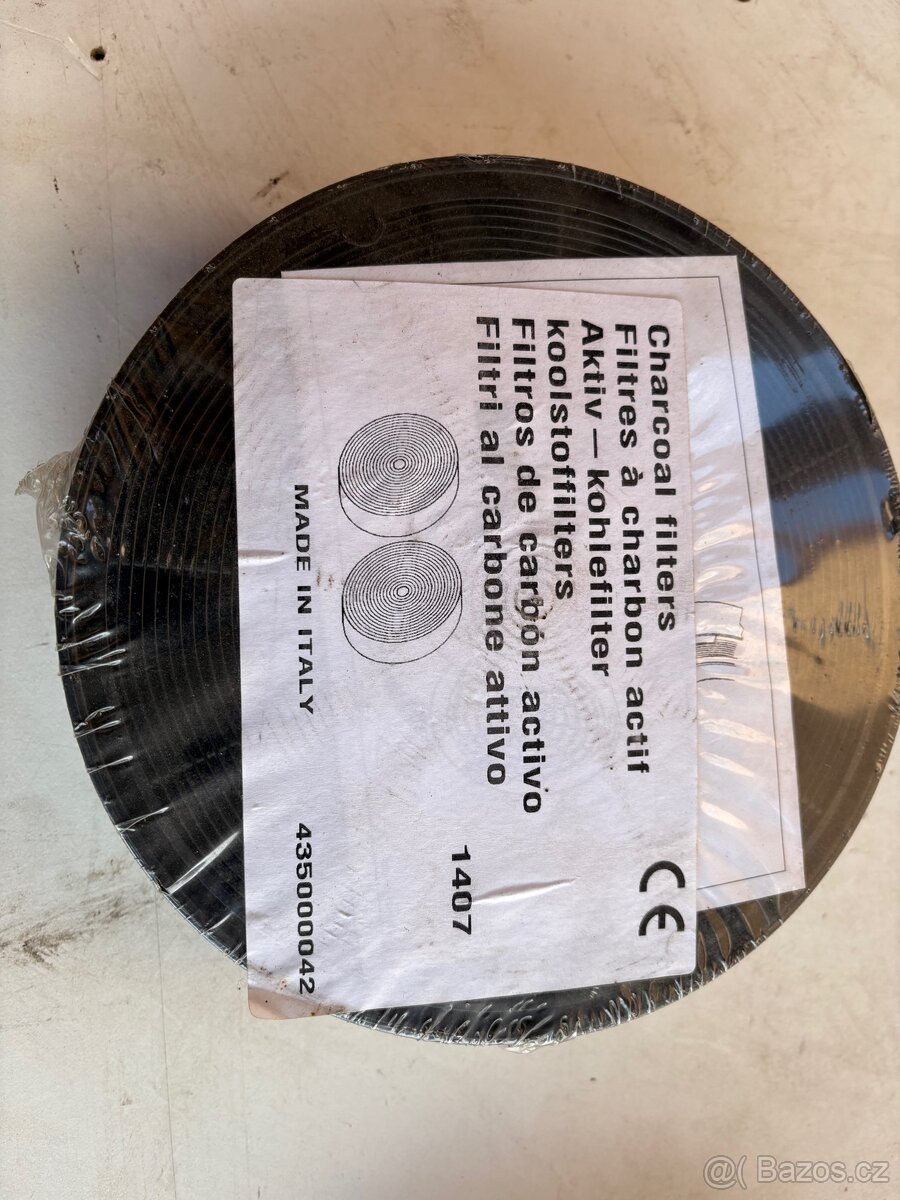 Charcoal filters
Filtres à charbon actif
Aktiv – kohlefilter
koolstoffilters
Filtros de carbón activo
Filtri al carbone attivo
CE
1407
MADE IN ITALY
43500042
@( Bazos.cz